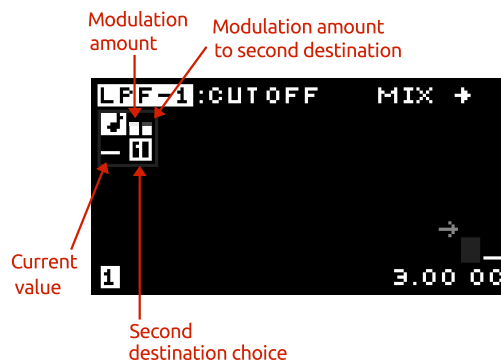 Modulation amount
Modulation amount to second destination
LPF-1:CUTOFF MIX →
Current value
1 3.00 00
Second destination choice